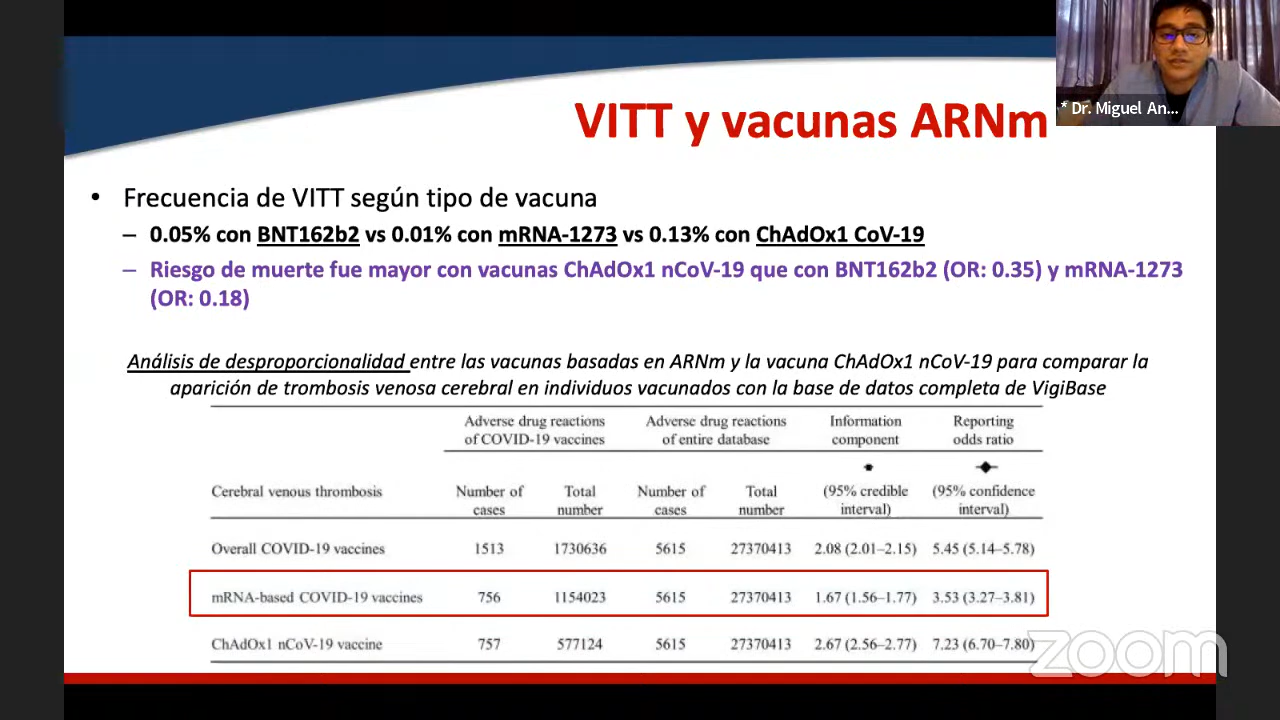 VITT y vacunas ARNm
* Dr. Miguel An...
• Frecuencia de VITT según tipo de vacuna
– 0.05% con BNT162b2 vs 0.01% con mRNA-1273 vs 0.13% con ChAdOx1 CoV-19
– Riesgo de muerte fue mayor con vacunas ChAdOx1 nCoV-19 que con BNT162b2 (OR: 0.35) y mRNA-1273
(OR: 0.18)
Análisis de desproporcionalidad entre las vacunas basadas en ARNm y la vacuna ChAdOx1 nCoV-19 para comparar la
aparición de trombosis venosa cerebral en individuos vacunados con la base de datos completa de VigiBase
Adverse drug reactions Adverse drug reactions Information Reporting
of COVID-19 vaccines of entire database component odds ratio
Cerebral venous thrombosis Number of Total Number of Total (95% credible (95% confidence
cases number cases number interval) interval)
Overall COVID-19 vaccines 1513 1730636 5615 27370413 2.08 (2.01–2.15) 5.45 (5.14–5.78)
mRNA-based COVID-19 vaccines 756 1154023 5615 27370413 1.67 (1.56–1.77) 3.53 (3.27–3.81)
ChAdOx1 nCoV-19 vaccine 757 577124 5615 27370413 2.67 (2.56–2.77) 7.23 (6.70–7.80)
zoom